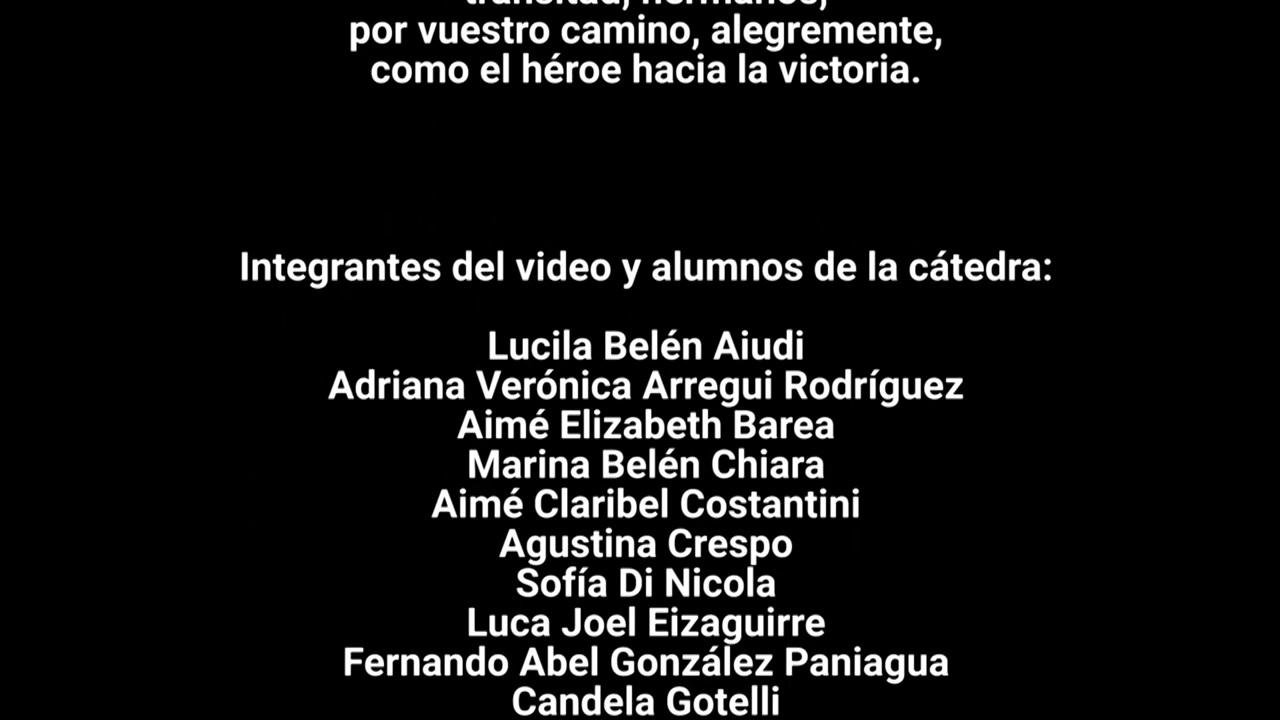 transitad, hermanos,
por vuestro camino, alegremente,
como el héroe hacia la victoria.
Integrantes del video y alumnos de la cátedra:
Lucila Belén Aiudi
Adriana Verónica Arregui Rodríguez
Aimé Elizabeth Barea
Marina Belén Chiara
Aimé Claribel Costantini
Agustina Crespo
Sofía Di Nicola
Luca Joel Eizaguirre
Fernando Abel González Paniagua
Candela Gotelli